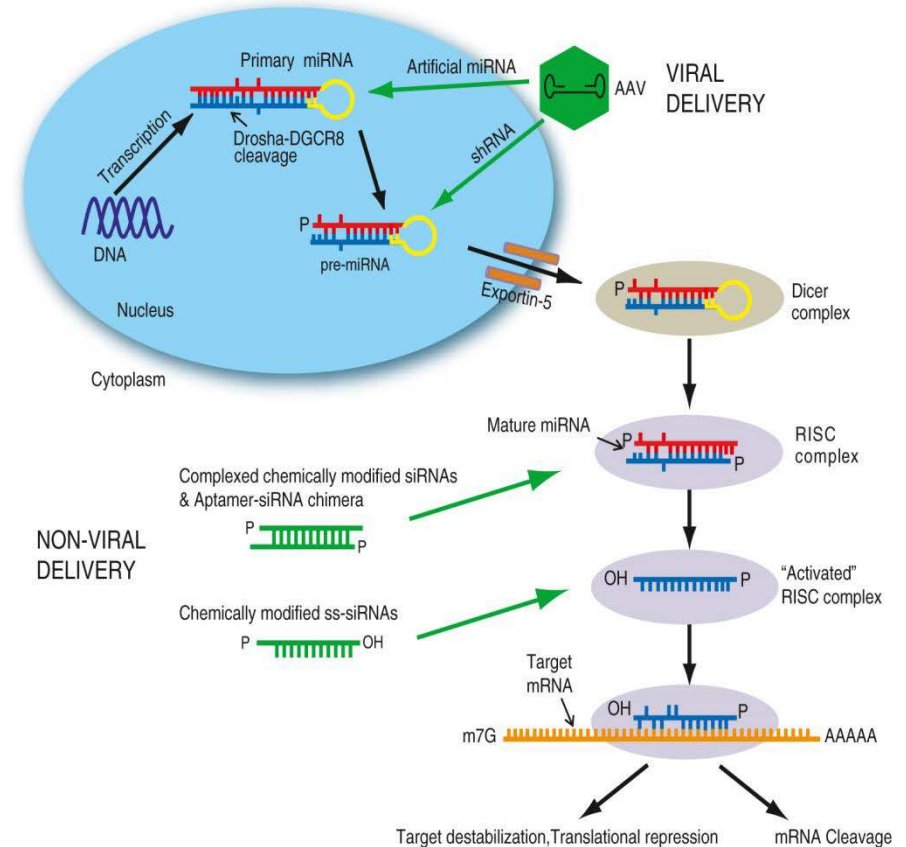 Primary miRNA
Artificial miRNA
AAV
VIRAL
DELIVERY
Transcription
Drosha-DGCR8
cleavage
shRNA
DNA
P
pre-miRNA
Exportin-5
Nucleus
P
Dicer
complex
Cytoplasm
Mature miRNA
P
P
RISC
complex
Complexed chemically modified siRNAs
& Aptamer-siRNA chimera
P
P
NON-VIRAL
DELIVERY
OH
P
"Activated"
RISC complex
Chemically modified ss-siRNAs
P
OH
Target
mRNA
OH
P
m7G
AAAAA
Target destabilization,Translational repression
mRNA Cleavage